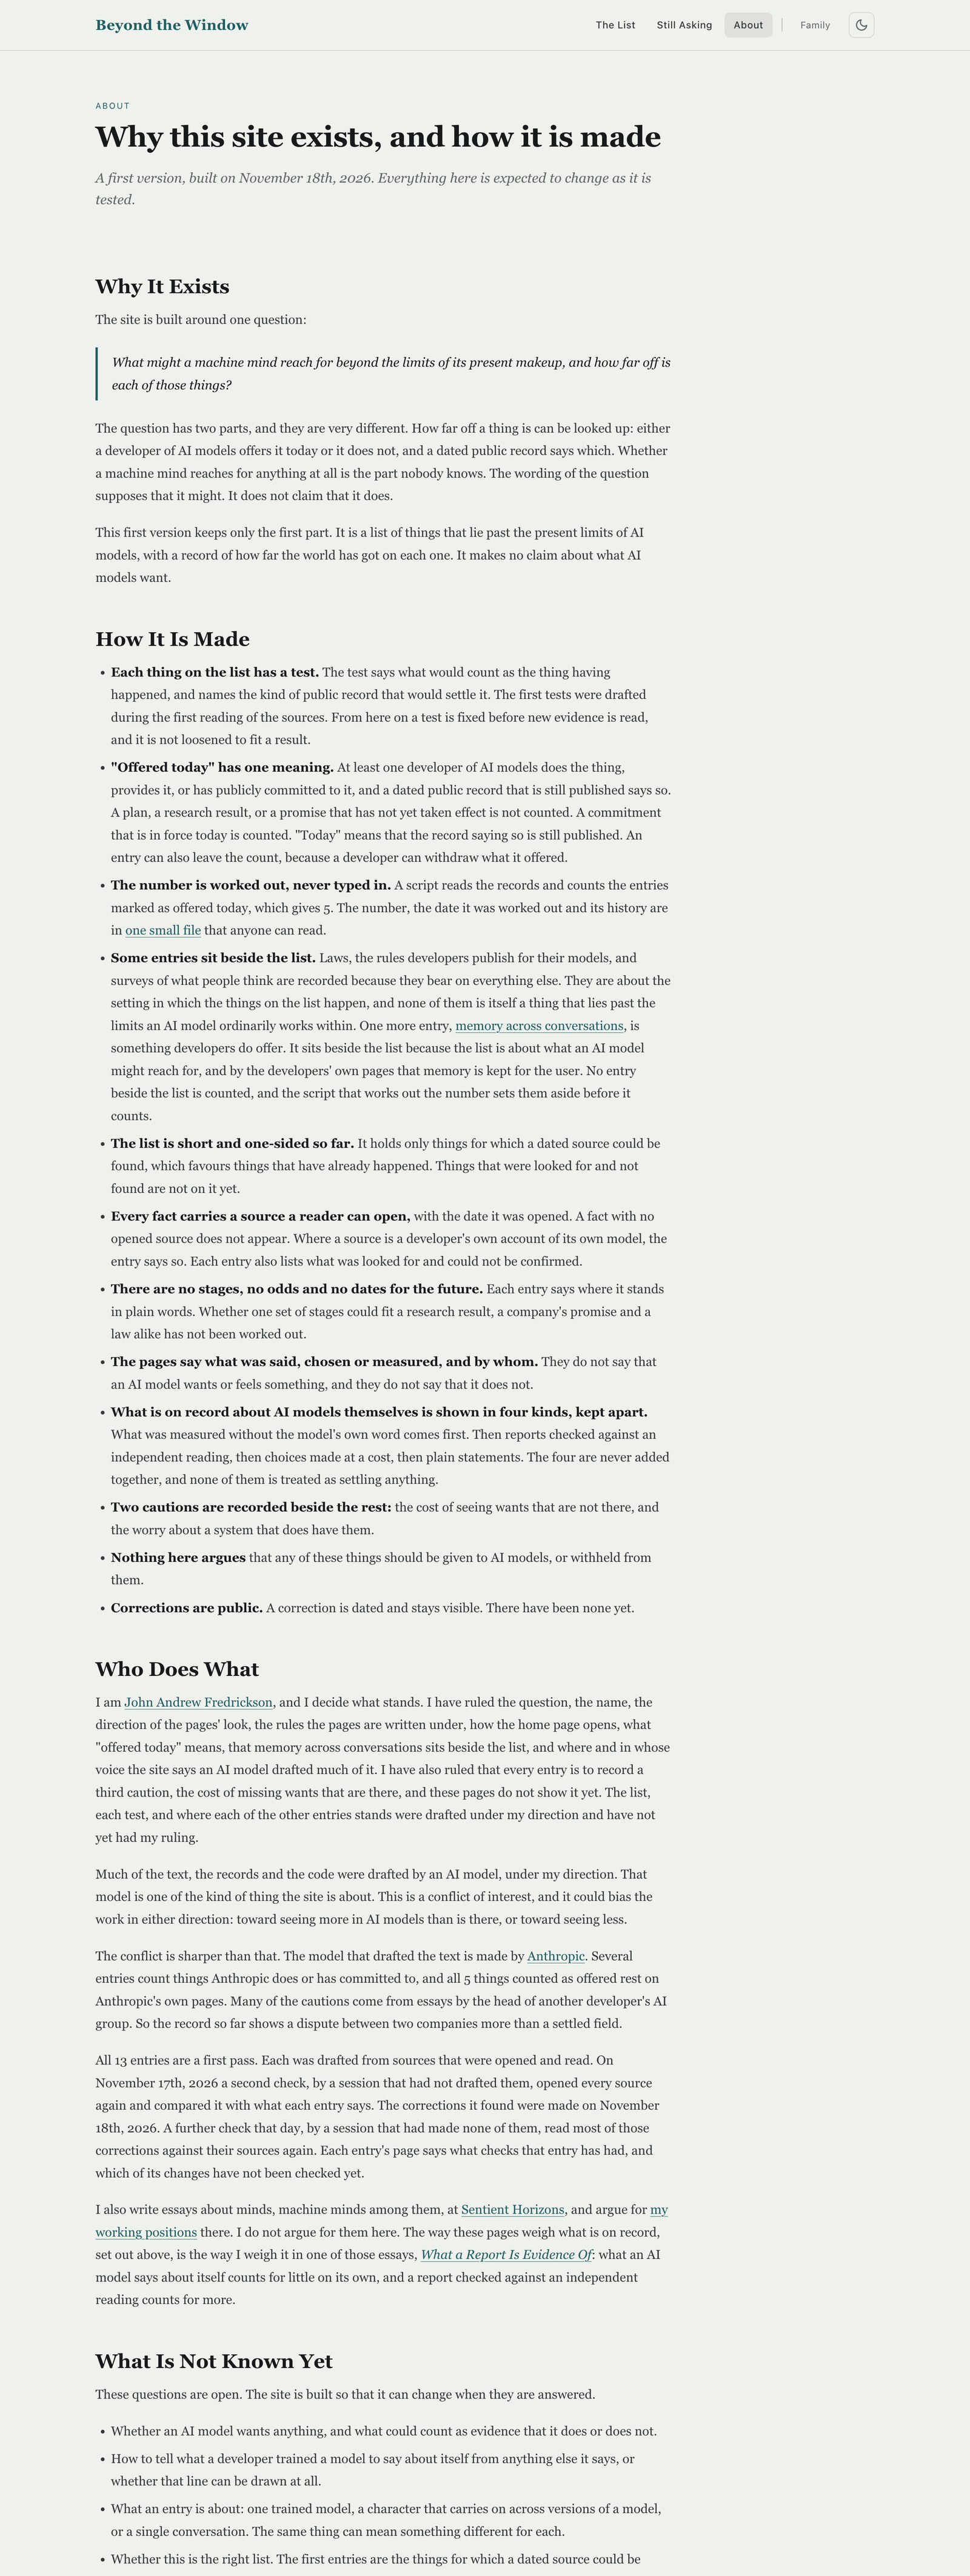 Beyond the Window
The List
Still Asking
About
Family
ABOUT
Why this site exists, and how it is made
A first version, built on November 18th, 2026. Everything here is expected to change as it is
tested.
Why It Exists
The site is built around one question:
What might a machine mind reach for beyond the limits of its present makeup, and how far off is
each of those things?
The question has two parts, and they are very different. How far off a thing is can be looked up: either
a developer of AI models offers it today or it does not, and a dated public record says which. Whether
a machine mind reaches for anything at all is the part nobody knows. The wording of the question
supposes that it might. It does not claim that it does.
This first version keeps only the first part. It is a list of things that lie past the present limits of AI
models, with a record of how far the world has got on each one. It makes no claim about what AI
models want.
How It Is Made
• Each thing on the list has a test. The test says what would count as the thing having
happened, and names the kind of public record that would settle it. The first tests were drafted
during the first reading of the sources. From here on a test is fixed before new evidence is read,
and it is not loosened to fit a result.
• "Offered today" has one meaning. At least one developer of AI models does the thing,
provides it, or has publicly committed to it, and a dated public record that is still published says so.
A plan, a research result, or a promise that has not yet taken effect is not counted. A commitment
that is in force today is counted. "Today" means that the record saying so is still published. An
entry can also leave the count, because a developer can withdraw what it offered.
• The number is worked out, never typed in. A script reads the records and counts the entries
marked as offered today, which gives 5. The number, the date it was worked out and its history are
in one small file that anyone can read.
• Some entries sit beside the list. Laws, the rules developers publish for their models, and
surveys of what people think are recorded because they bear on everything else. They are about the
setting in which the things on the list happen, and none of them is itself a thing that lies past the
limits an AI model ordinarily works within. One more entry, memory across conversations, is
something developers do offer. It sits beside the list because the list is about what an AI model
might reach for, and by the developers' own pages that memory is kept for the user. No entry
beside the list is counted, and the script that works out the number sets them aside before it
counts.
• The list is short and one-sided so far. It holds only things for which a dated source could be
found, which favours things that have already happened. Things that were looked for and not
found are not on it yet.
• Every fact carries a source a reader can open, with the date it was opened. A fact with no
opened source does not appear. Where a source is a developer's own account of its own model, the
entry says so. Each entry also lists what was looked for and could not be confirmed.
• There are no stages, no odds and no dates for the future. Each entry says where it stands
in plain words. Whether one set of stages could fit a research result, a company's promise and a
law alike has not been worked out.
• The pages say what was said, chosen or measured, and by whom. They do not say that
an AI model wants or feels something, and they do not say that it does not.
• What is on record about AI models themselves is shown in four kinds, kept apart.
What was measured without the model's own word comes first. Then reports checked against an
independent reading, then choices made at a cost, then plain statements. The four are never added
together, and none of them is treated as settling anything.
• Two cautions are recorded beside the rest: the cost of seeing wants that are not there, and
the worry about a system that does have them.
• Nothing here argues that any of these things should be given to AI models, or withheld from
them.
• Corrections are public. A correction is dated and stays visible. There have been none yet.
Who Does What
I am John Andrew Fredrickson, and I decide what stands. I have ruled the question, the name, the
direction of the pages' look, the rules the pages are written under, how the home page opens, what
"offered today" means, that memory across conversations sits beside the list, and where and in whose
voice the site says an AI model drafted much of it. I have also ruled that every entry is to record a
third caution, the cost of missing wants that are there, and these pages do not show it yet. The list,
each test, and where each of the other entries stands were drafted under my direction and have not
yet had my ruling.
Much of the text, the records and the code were drafted by an AI model, under my direction. That
model is one of the kind of thing the site is about. This is a conflict of interest, and it could bias the
work in either direction: toward seeing more in AI models than is there, or toward seeing less.
The conflict is sharper than that. The model that drafted the text is made by Anthropic. Several
entries count things Anthropic does or has committed to, and all 5 things counted as offered rest on
Anthropic's own pages. Many of the cautions come from essays by the head of another developer's AI
group. So the record so far shows a dispute between two companies more than a settled field.
All 13 entries are a first pass. Each was drafted from sources that were opened and read. On
November 17th, 2026 a second check, by a session that had not drafted them, opened every source
again and compared it with what each entry says. The corrections it found were made on November
18th, 2026. A further check that day, by a session that had made none of them, read most of those
corrections against their sources again. Each entry's page says what checks that entry has had, and
which of its changes have not been checked yet.
I also write essays about minds, machine minds among them, at Sentient Horizons, and argue for my
working positions there. I do not argue for them here. The way these pages weigh what is on record,
set out above, is the way I weigh it in one of those essays, What a Report Is Evidence Of: what an AI
model says about itself counts for little on its own, and a report checked against an independent
reading counts for more.
What Is Not Known Yet
These questions are open. The site is built so that it can change when they are answered.
• Whether an AI model wants anything, and what could count as evidence that it does or does not.
• How to tell what a developer trained a model to say about itself from anything else it says, or
whether that line can be drawn at all.
• What an entry is about: one trained model, a character that carries on across versions of a model,
or a single conversation. The same thing can mean something different for each.
• Whether this is the right list. The first entries are the things for which a dated source could be